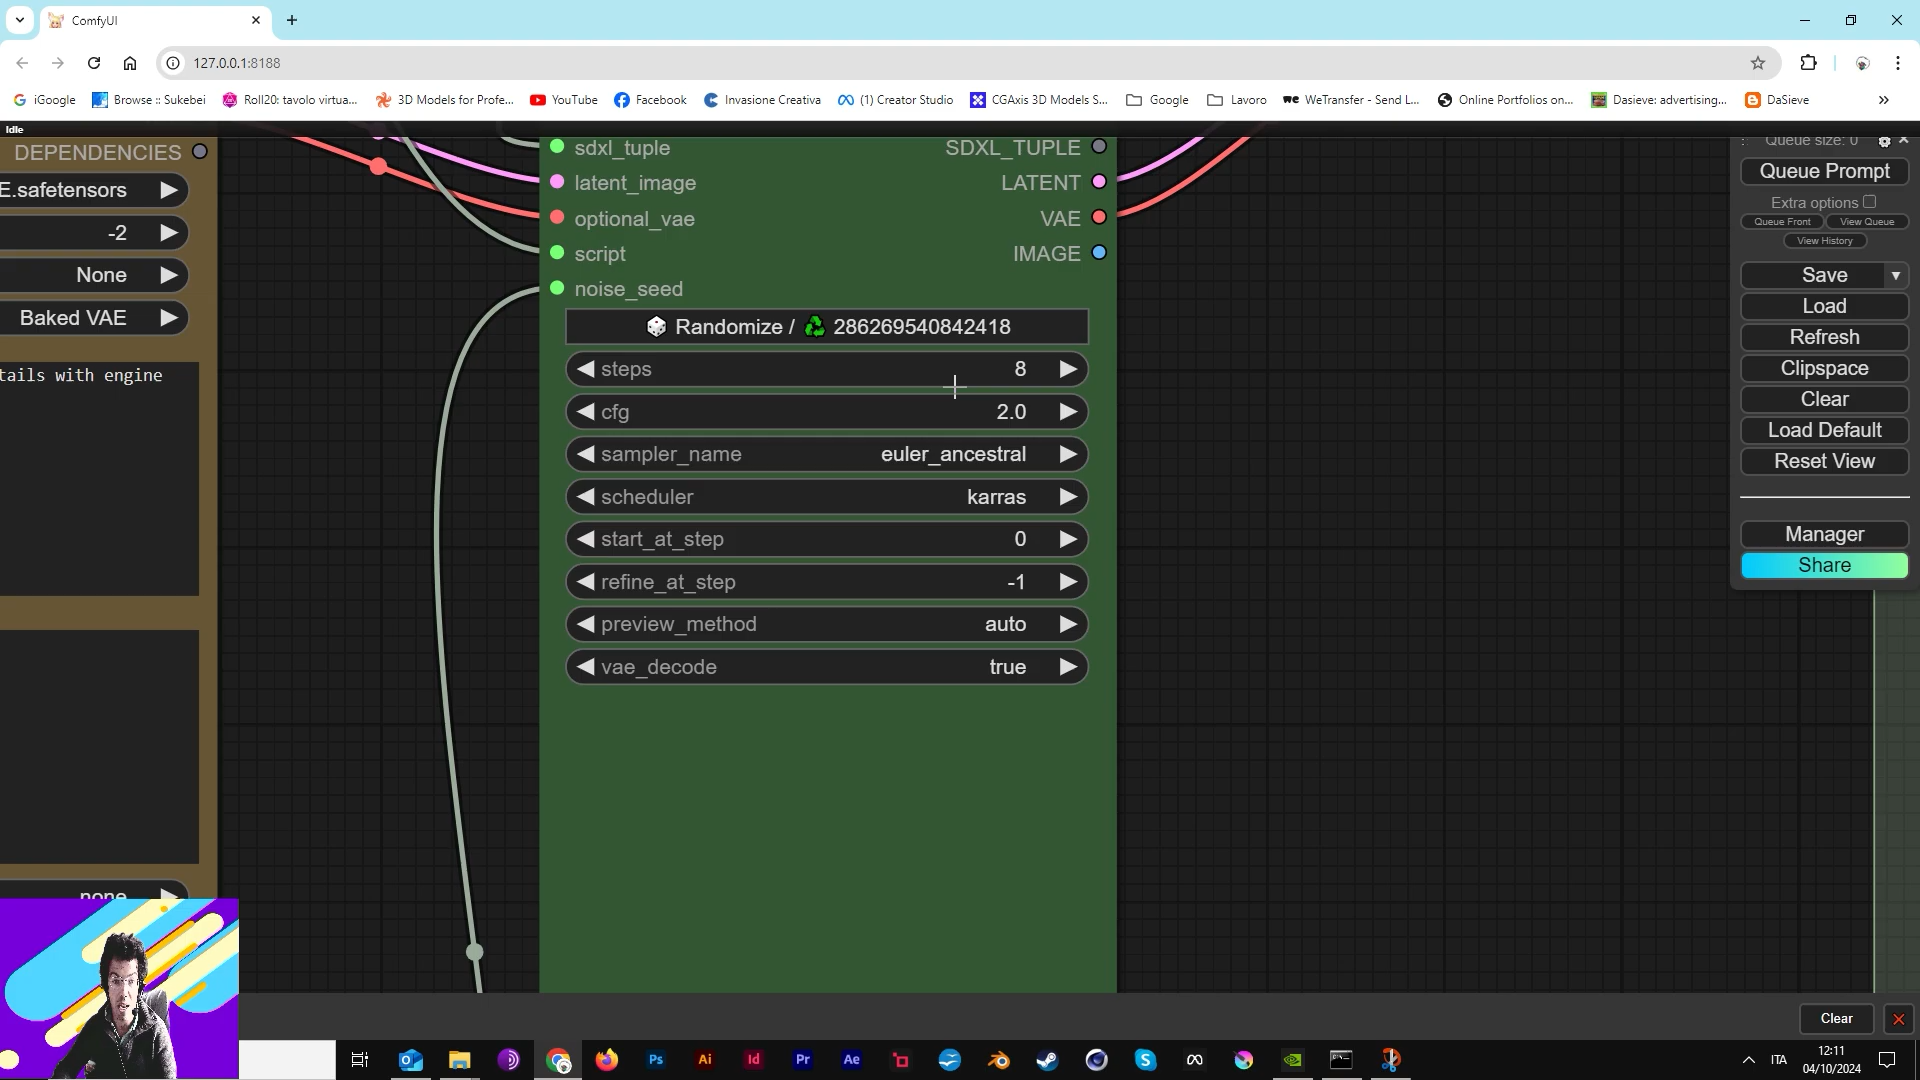 ComfyUI
127.0.0.1:8188
iGoogle
Browse :: Sukebei
Roll20: tavolo virtua...
3D Models for Profe...
YouTube
Facebook
Invasione Creativa
(1) Creator Studio
CGAxis 3D Models S...
Google
Lavoro
WeTransfer - Send L...
Online Portfolios on...
Dasieve: advertising...
DaSieve
Idle
DEPENDENCIES
E.safetensors
-2
None
Baked VAE
tails with engine
none
sdxl_tuple SDXL_TUPLE
latent_image LATENT
optional_vae VAE
script IMAGE
noise_seed
Randomize / 286269540842418
steps 8
cfg 2.0
sampler_name euler_ancestral
scheduler karras
start_at_step 0
refine_at_step -1
preview_method auto
vae_decode true
Queue size: 0
Queue Prompt
Extra options
Queue Front View Queue
View History
Save
Load
Refresh
Clipspace
Clear
Load Default
Reset View
Manager
Share
Clear
Ps
Ai
Id
Pr
Ae
ITA
12:11
04/10/2024